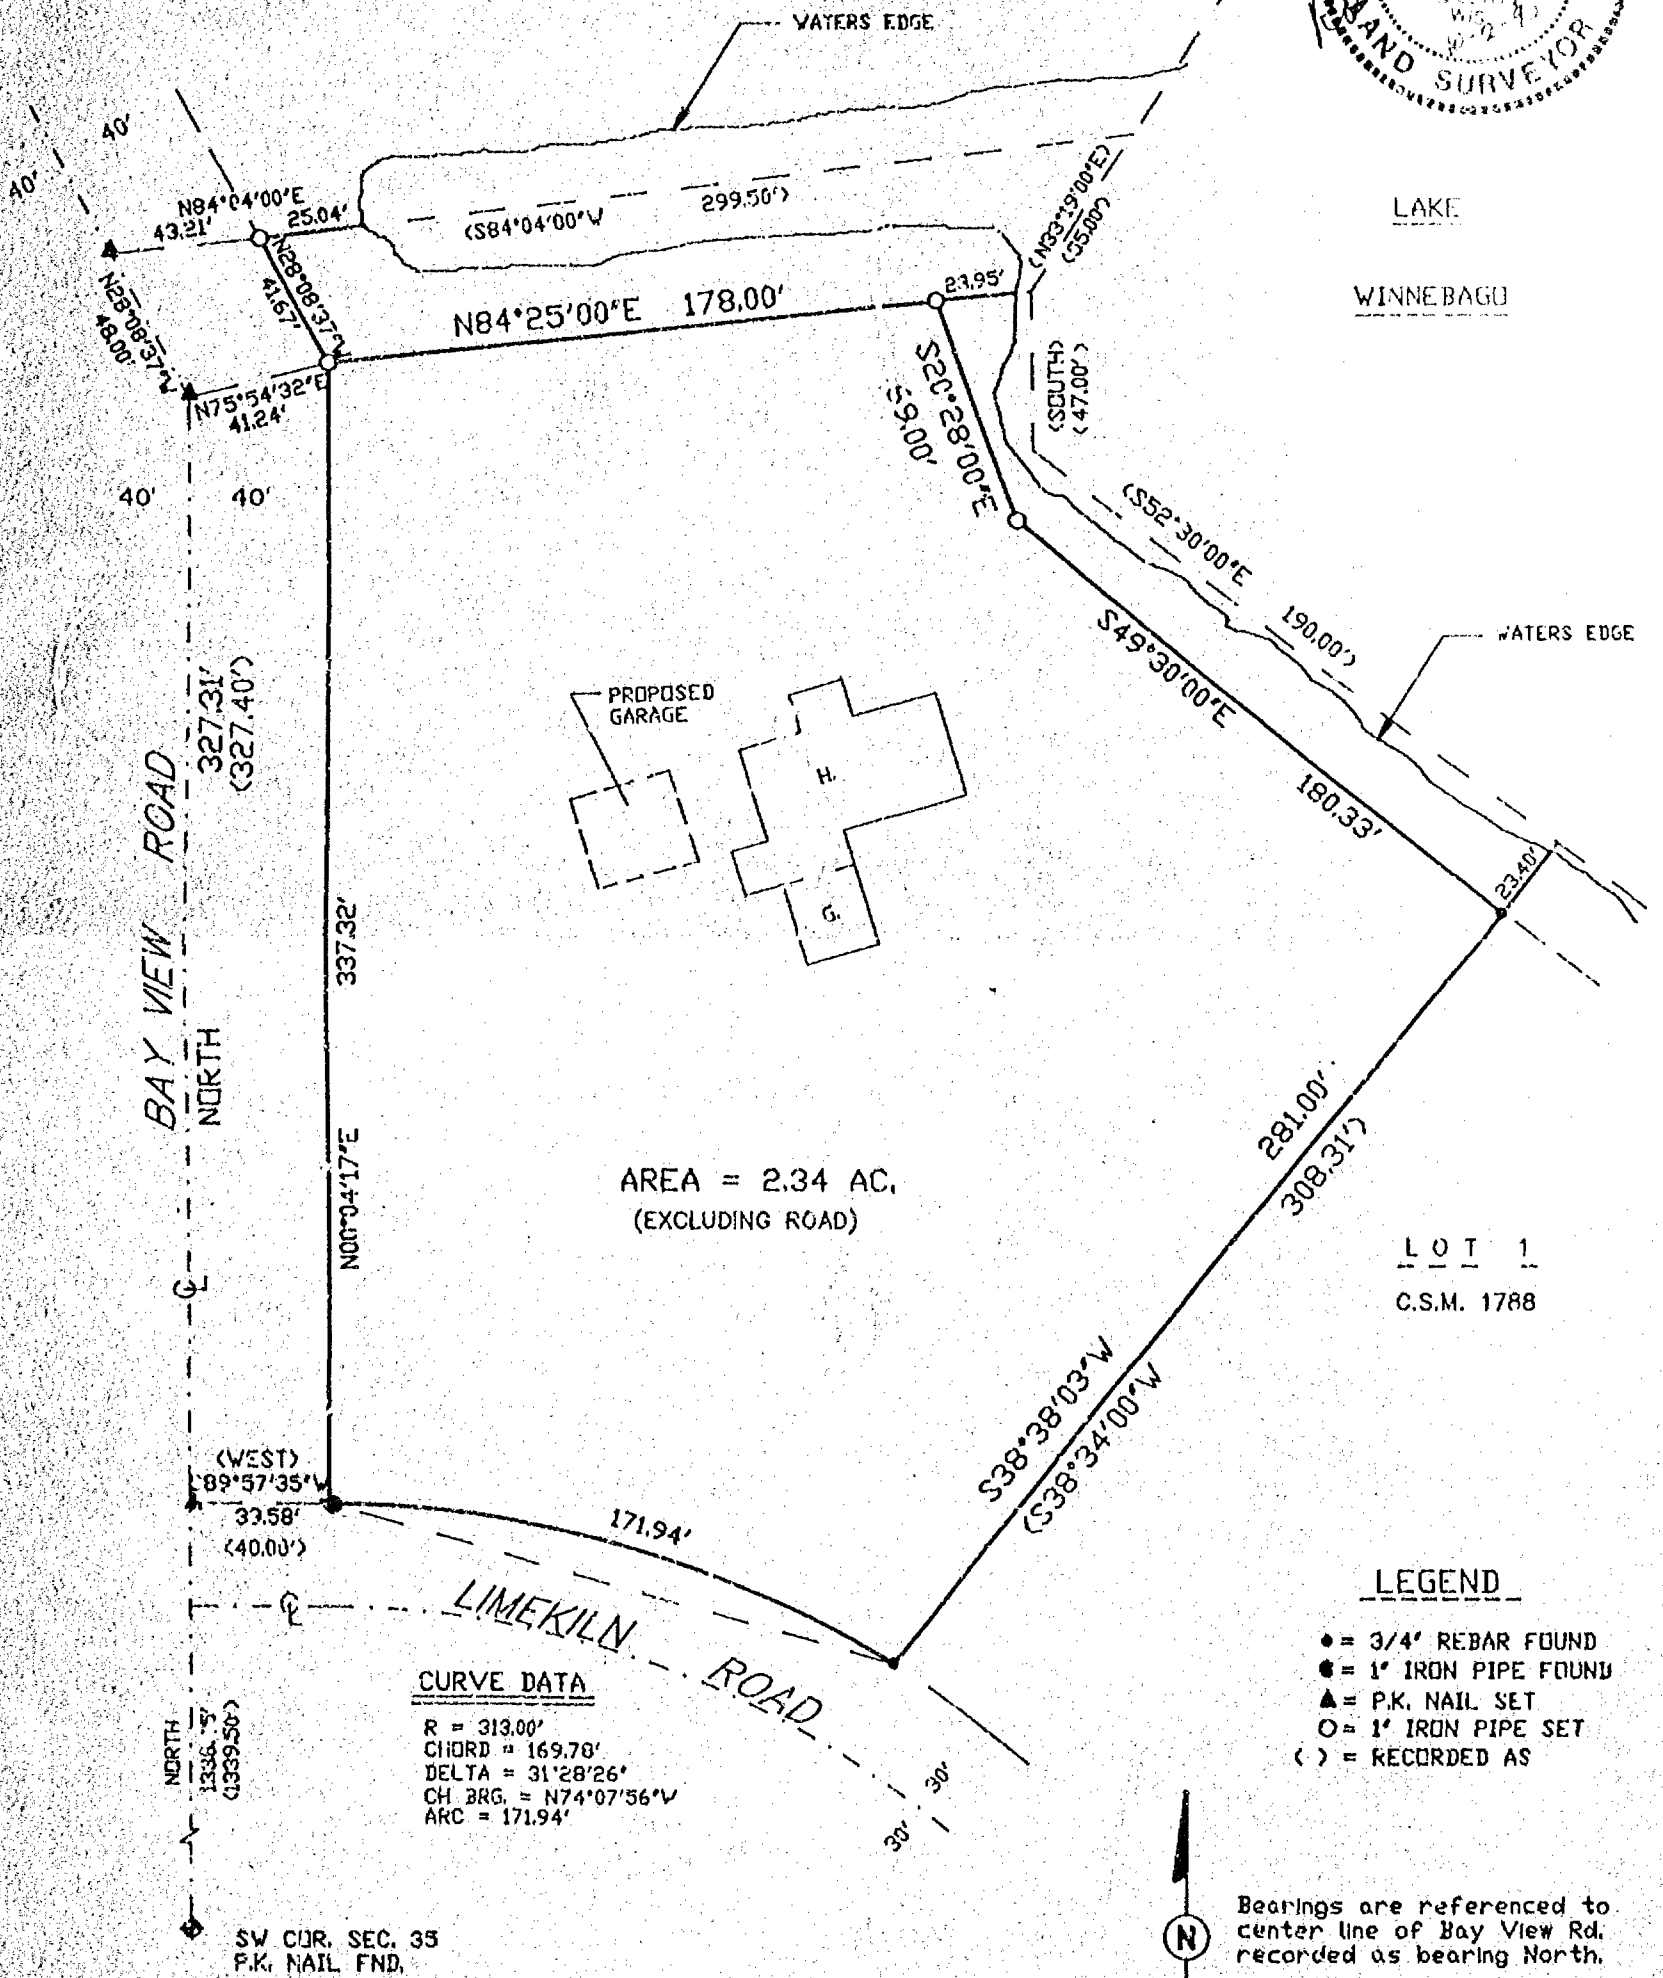 WATERS EDGE
LAND SURVEYOR
WIS.
40'
40'
N84°04'00"E
43.21' 25.04'
(S84°04'00"W 299.50')
(N33°19'00"E)
(35.00')
LAKE
WINNEBAGO
N28°08'37"W
41.67'
N28°08'37"W
48.00'
N84°25'00"E 178.00'
23.95'
N75°54'32"E
41.24'
S20°28'00"E
59.00'
(SOUTH)
(47.00')
40' 40'
(S52°30'00"E 190.00')
WATERS EDGE
S49°30'00"E 180.33'
23.40'
327.31'
(327.40')
PROPOSED
GARAGE
H.
G.
BAY VIEW ROAD
NORTH
337.32'
N00°04'17"E
AREA = 2.34 AC.
(EXCLUDING ROAD)
281.00'
308.31')
S38°38'03"W
(S38°34'00"W
LOT 1
C.S.M. 1788
CL
(WEST)
89°57'35"W
39.58'
(40.00')
171.94'
CL
LIMEKILN ROAD
30'
30'
CURVE DATA
R = 313.00'
CHORD = 169.78'
DELTA = 31°28'26"
CH BRG. = N74°07'56"W
ARC = 171.94'
LEGEND
● = 3/4" REBAR FOUND
● = 1" IRON PIPE FOUND
▲ = P.K. NAIL SET
O = 1" IRON PIPE SET
( ) = RECORDED AS
NORTH
(1339.50')
SW COR. SEC. 35
P.K. NAIL FND.
N
Bearings are referenced to
center line of Bay View Rd.
recorded as bearing North.